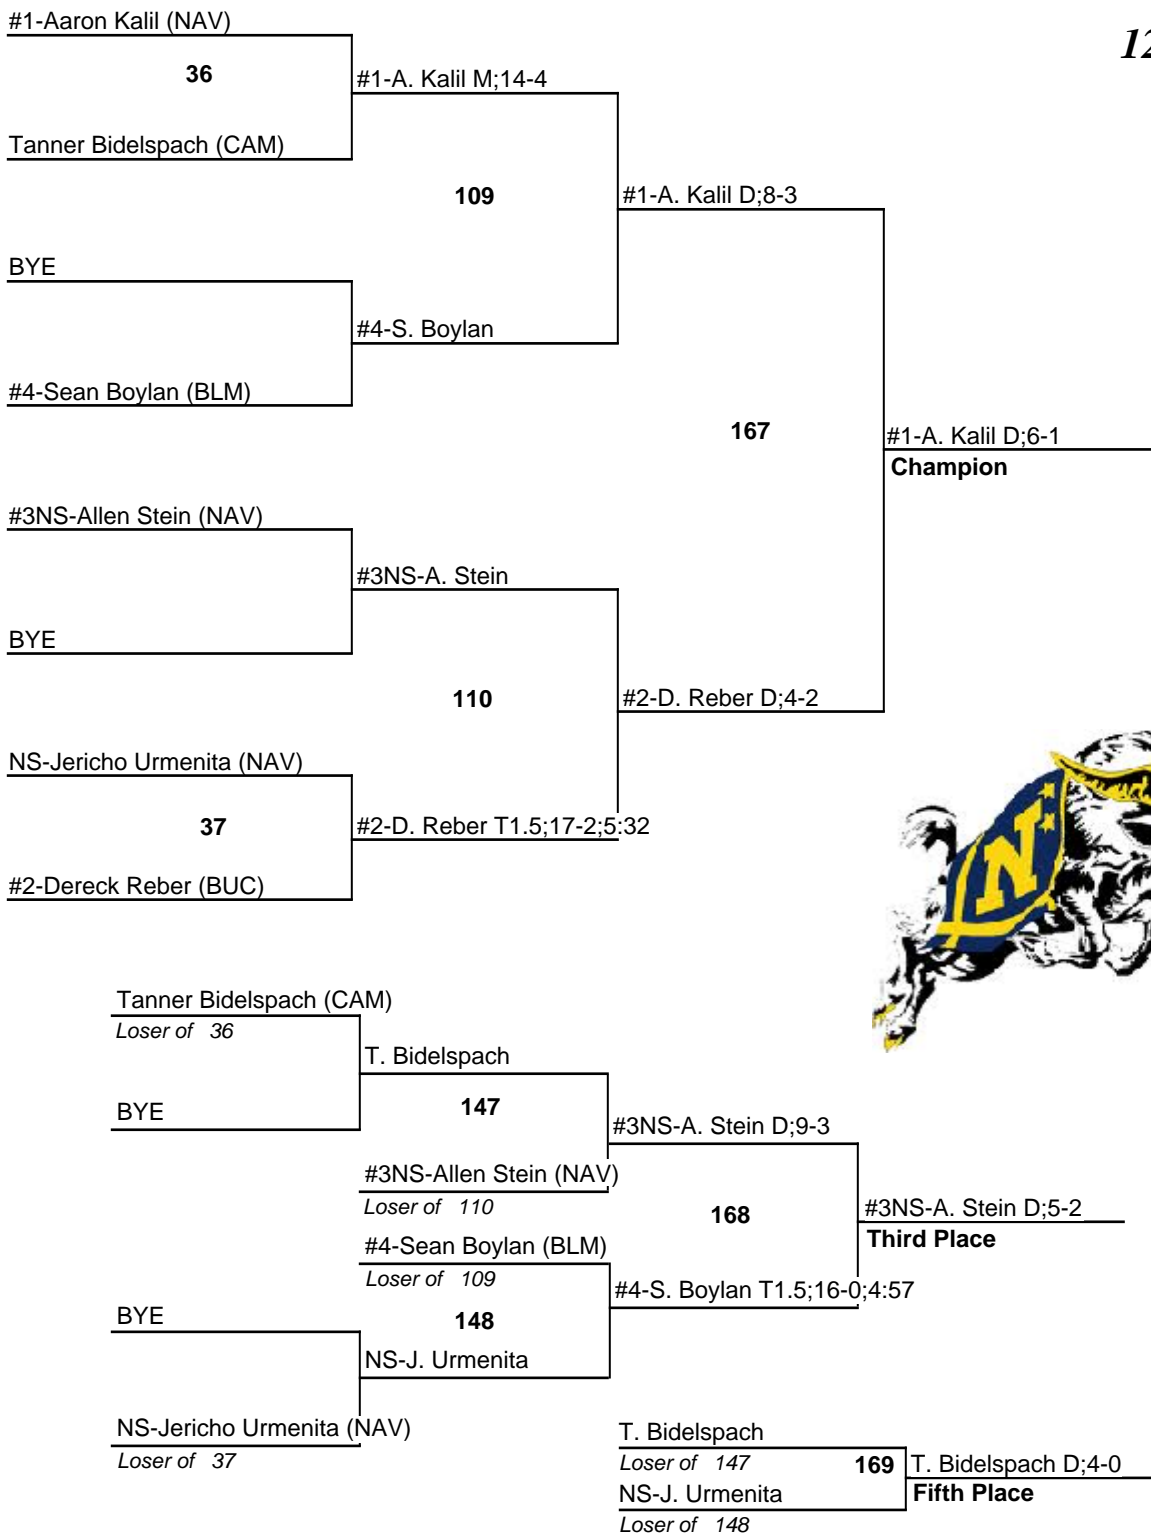 #1-Aaron Kalil (NAV)
12
36
#1-A. Kalil M;14-4
Tanner Bidelspach (CAM)
109
#1-A. Kalil D;8-3
BYE
#4-S. Boylan
#4-Sean Boylan (BLM)
167
#1-A. Kalil D;6-1
Champion
#3NS-Allen Stein (NAV)
#3NS-A. Stein
BYE
110
#2-D. Reber D;4-2
NS-Jericho Urmenita (NAV)
37
#2-D. Reber T1.5;17-2;5:32
#2-Dereck Reber (BUC)
N
Tanner Bidelspach (CAM)
Loser of 36
T. Bidelspach
BYE
147
#3NS-A. Stein D;9-3
#3NS-Allen Stein (NAV)
Loser of 110
168
#3NS-A. Stein D;5-2
Third Place
#4-Sean Boylan (BLM)
Loser of 109
#4-S. Boylan T1.5;16-0;4:57
BYE
148
NS-J. Urmenita
NS-Jericho Urmenita (NAV)
Loser of 37
T. Bidelspach
Loser of 147
169
T. Bidelspach D;4-0
Fifth Place
NS-J. Urmenita
Loser of 148